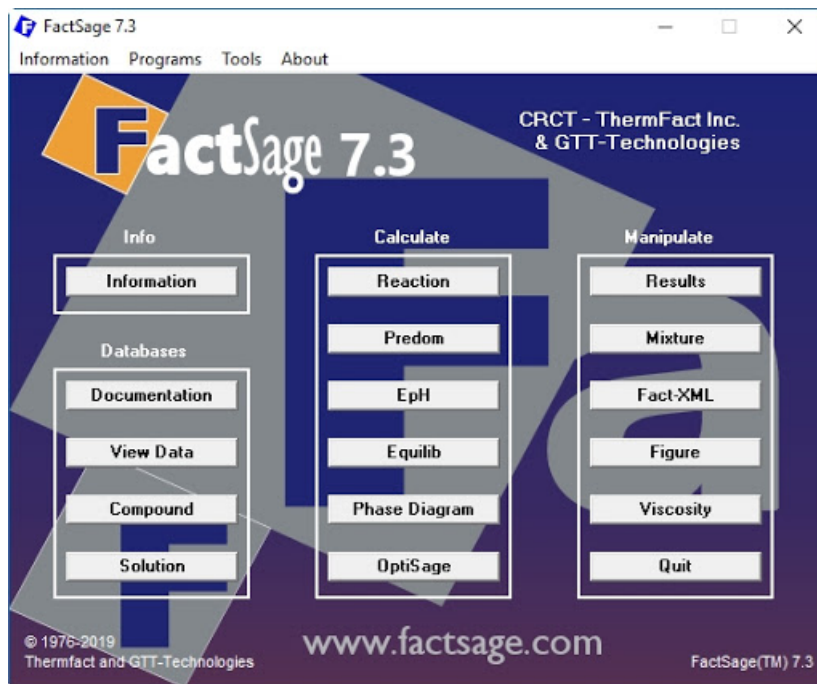 FactSage 7.3
Information Programs Tools About
FactSage 7.3
CRCT - ThermFact Inc.
& GTT-Technologies
Info
Information
Databases
Documentation
View Data
Compound
Solution
Calculate
Reaction
Predom
EpH
Equilib
Phase Diagram
OptiSage
Manipulate
Results
Mixture
Fact-XML
Figure
Viscosity
Quit
© 1976-2019
Thermfact and GTT-Technologies
www.factsage.com
FactSage(TM) 7.3